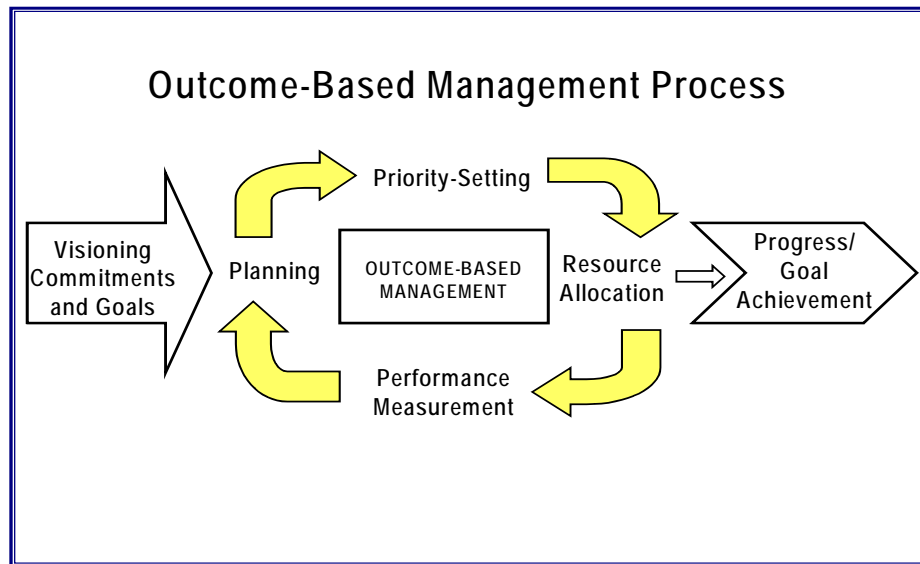 Outcome-Based Management Process
Priority-Setting
Visioning
Commitments
and Goals
Planning
OUTCOME-BASED
MANAGEMENT
Resource
Allocation
Progress/
Goal
Achievement
Performance
Measurement